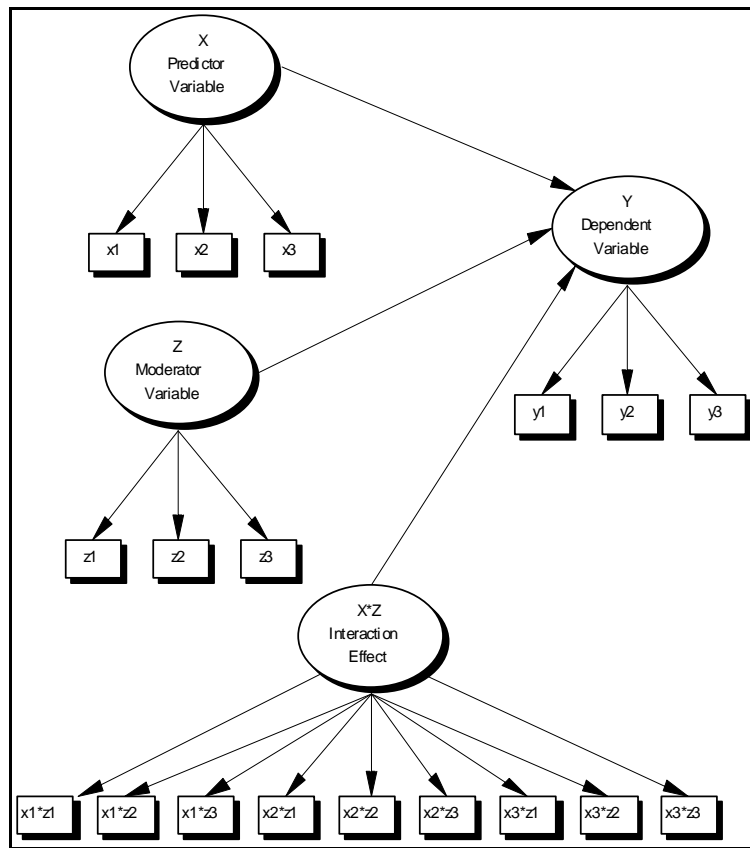 X
Predictor
Variable
x1
x2
x3
Y
Dependent
Variable
y1
y2
y3
Z
Moderator
Variable
z1
z2
z3
X*Z
Interaction
Effect
x1*z1
x1*z2
x1*z3
x2*z1
x2*z2
x2*z3
x3*z1
x3*z2
x3*z3